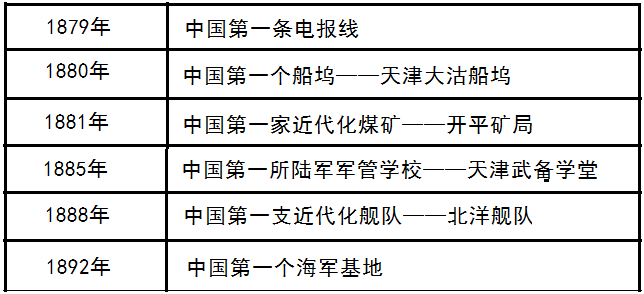 1879年 中国第一条电报线
1880年 中国第一个船坞——天津大沽船坞
1881年 中国第一家近代化煤矿——开平矿局
1885年 中国第一所陆军军管学校——天津武备学堂
1888年 中国第一支近代化舰队——北洋舰队
1892年 中国第一个海军基地